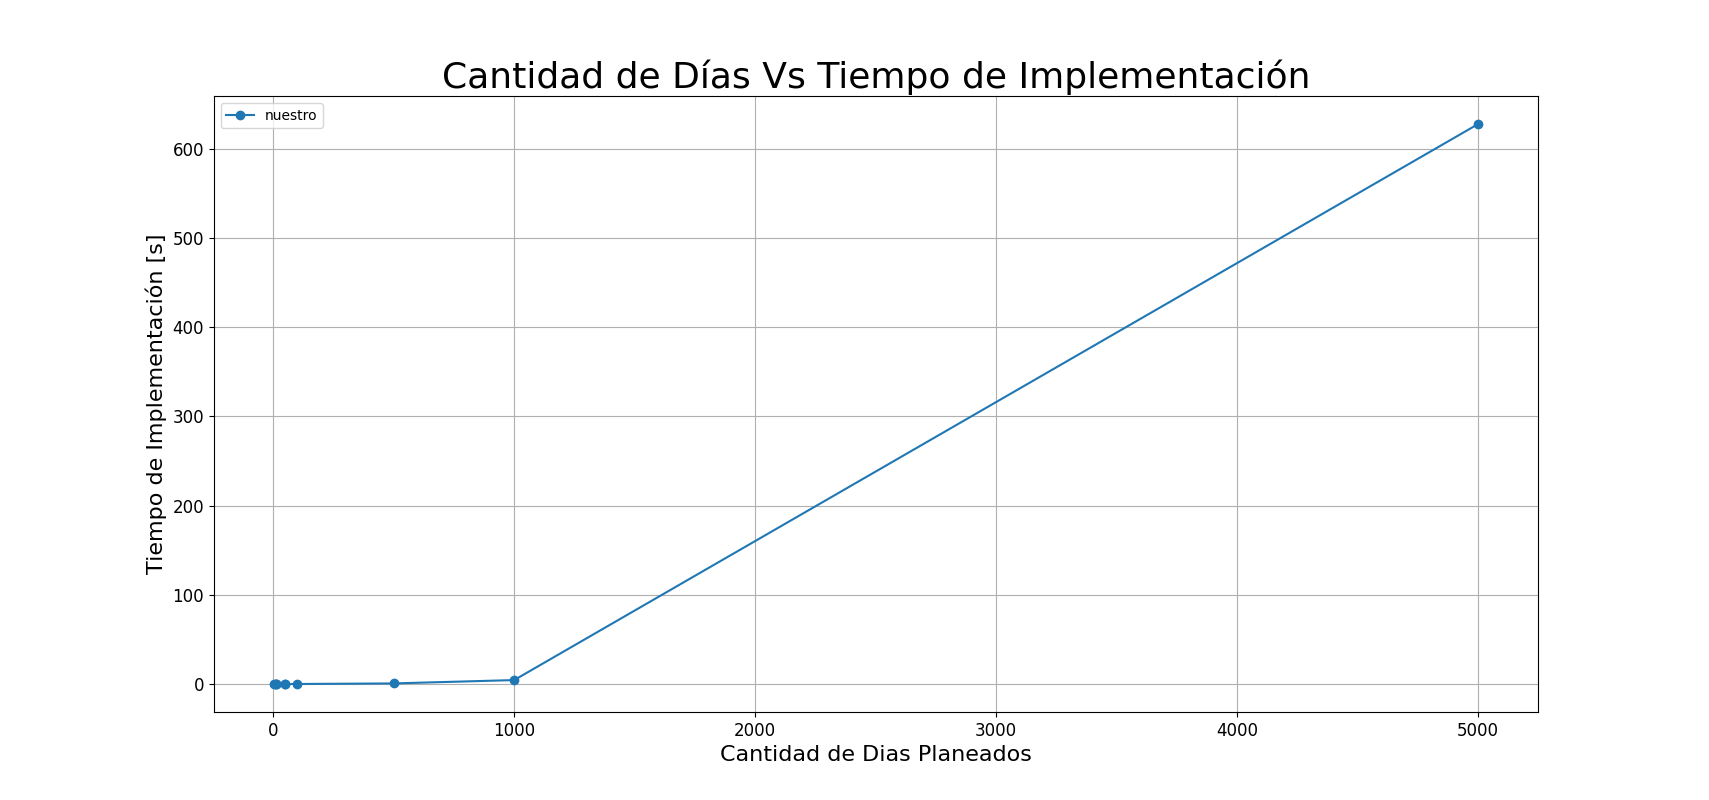 Cantidad de Días Vs Tiempo de Implementación
nuestro
Tiempo de Implementación [s]
600
500
400
300
200
100
0
0 1000 2000 3000 4000 5000
Cantidad de Dias Planeados